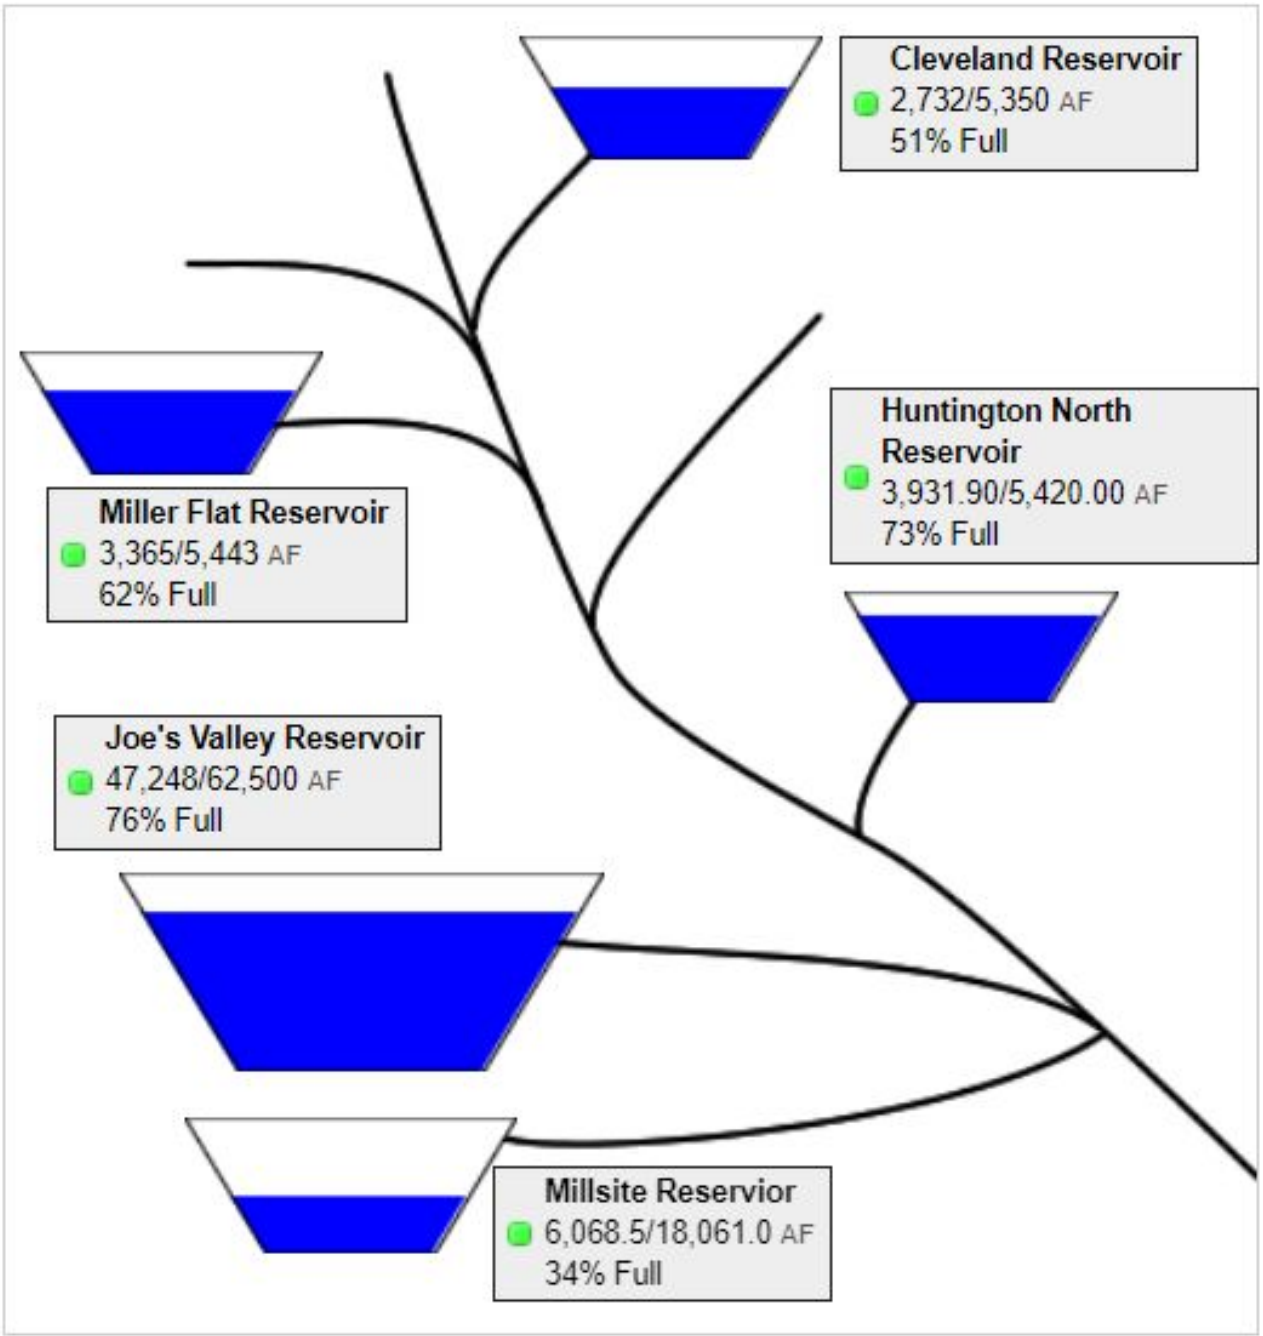 Cleveland Reservoir
2,732/5,350 AF
51% Full
Huntington North
Reservoir
3,931.90/5,420.00 AF
73% Full
Miller Flat Reservoir
3,365/5,443 AF
62% Full
Joe's Valley Reservoir
47,248/62,500 AF
76% Full
Millsite Reservior
6,068.5/18,061.0 AF
34% Full